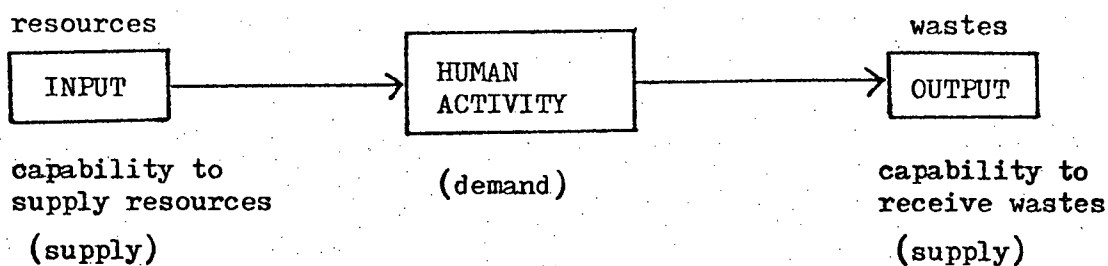 resources
INPUT
capability to
supply resources
(supply)
HUMAN
ACTIVITY
(demand)
wastes
OUTPUT
capability to
receive wastes
(supply)